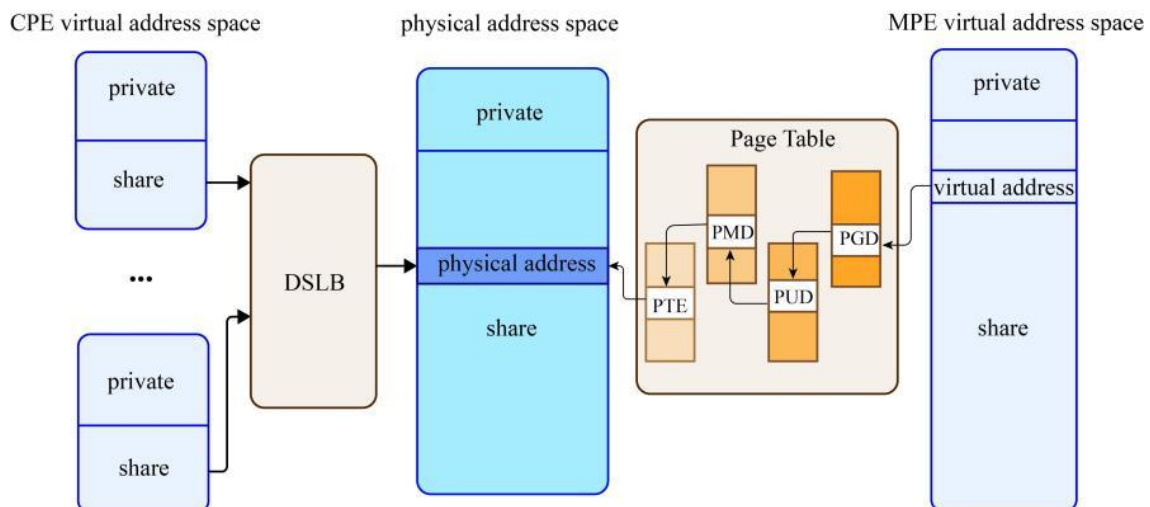 CPE virtual address space
physical address space
MPE virtual address space
private
share
...
private
share
DSLB
private
physical address
share
Page Table
PTE
PMD
PUD
PGD
private
virtual address
share